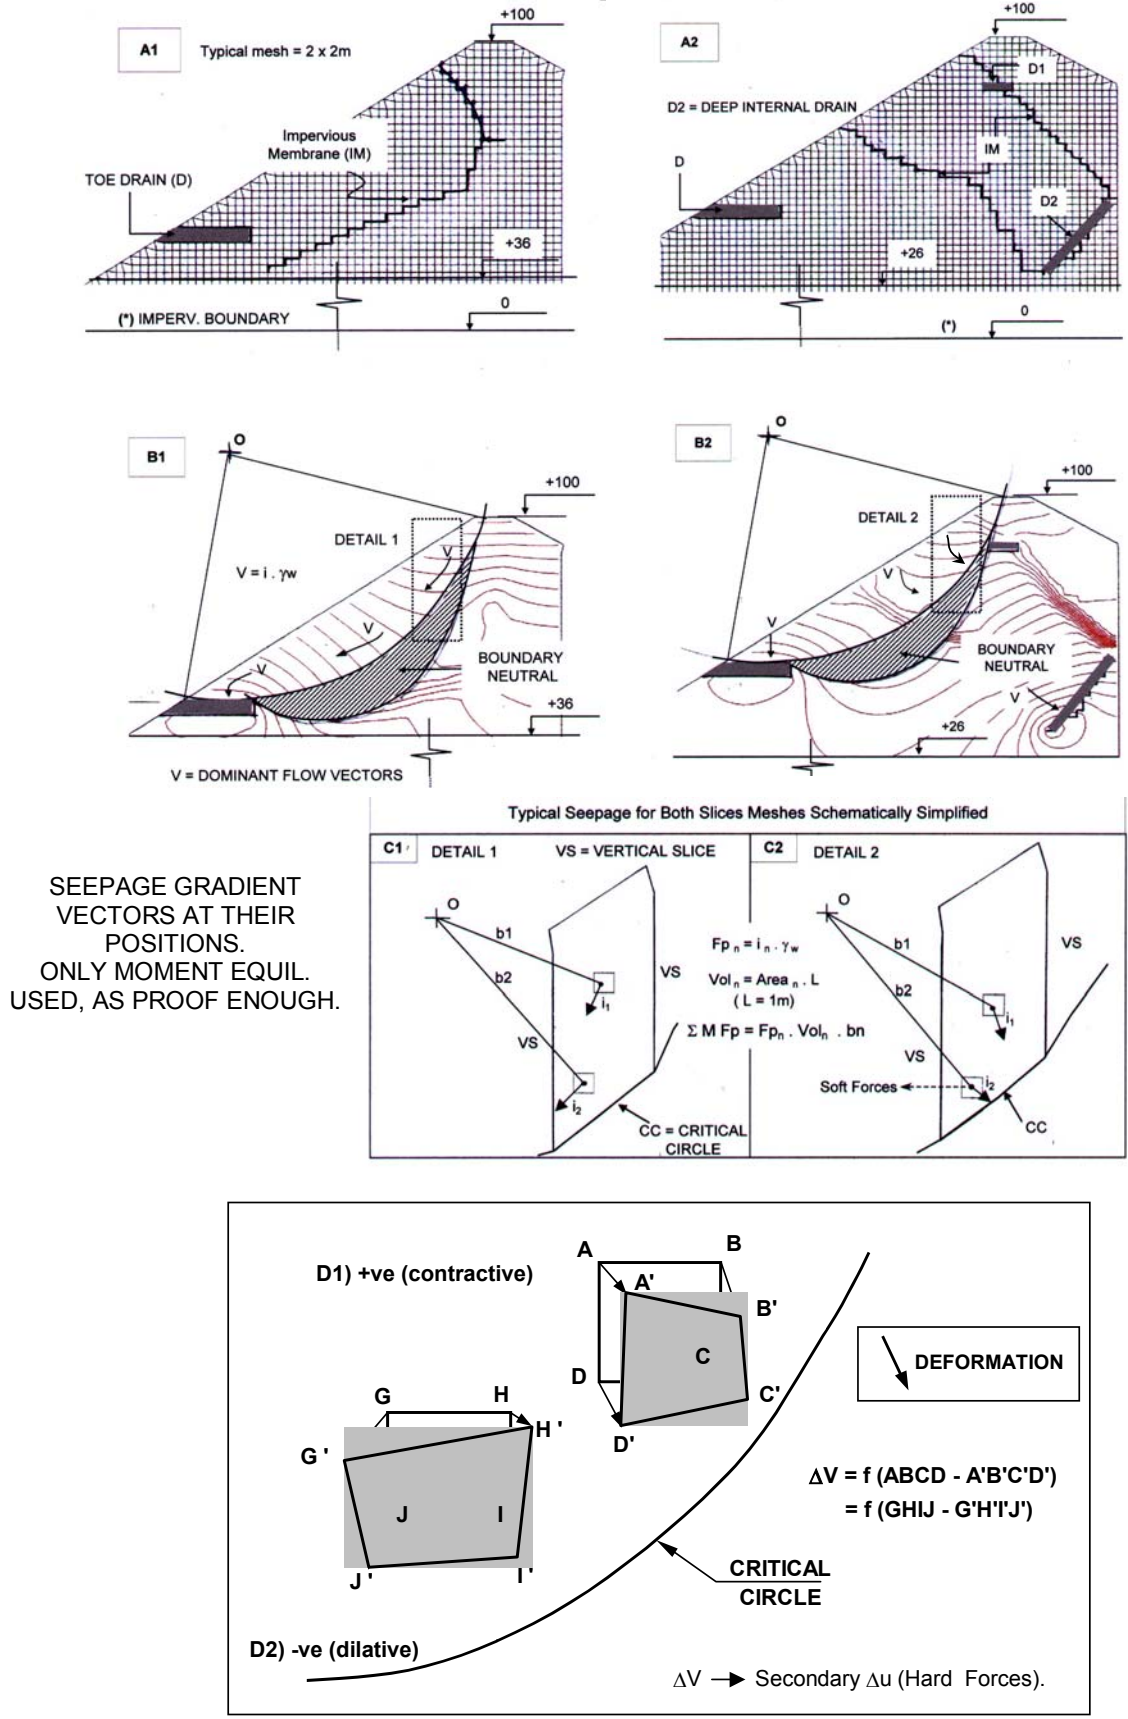 A1
Typical mesh = 2 x 2m
+100
Impervious
Membrane (IM)
TOE DRAIN (D)
+36
0
(*) IMPERV. BOUNDARY
A2
+100
D1
D2 = DEEP INTERNAL DRAIN
IM
D
D2
+26
0
(*)
B1
O
+100
DETAIL 1
V
V = i . γw
V
V
BOUNDARY
NEUTRAL
+36
V = DOMINANT FLOW VECTORS
B2
O
+100
DETAIL 2
V
V
BOUNDARY
NEUTRAL
V
+26
Typical Seepage for Both Slices Meshes Schematically Simplified
C1
DETAIL 1
VS = VERTICAL SLICE
O
b1
b2
VS
i1
VS
i2
CC = CRITICAL
CIRCLE
Fp n = i n . γ w
Vol n = Area n . L
( L = 1m)
Σ M Fp = Fpn . Voln . bn
C2
DETAIL 2
O
b1
VS
b2
i1
VS
Soft Forces
i2
CC
SEEPAGE GRADIENT
VECTORS AT THEIR
POSITIONS.
ONLY MOMENT EQUIL.
USED, AS PROOF ENOUGH.
D1) +ve (contractive)
A
B
A'
B'
C
D
C'
D'
DEFORMATION
G
H
H '
G '
J
I
J '
I '
ΔV = f (ABCD - A'B'C'D')
= f (GHIJ - G'H'I'J')
CRITICAL
CIRCLE
D2) -ve (dilative)
ΔV → Secondary Δu (Hard Forces).